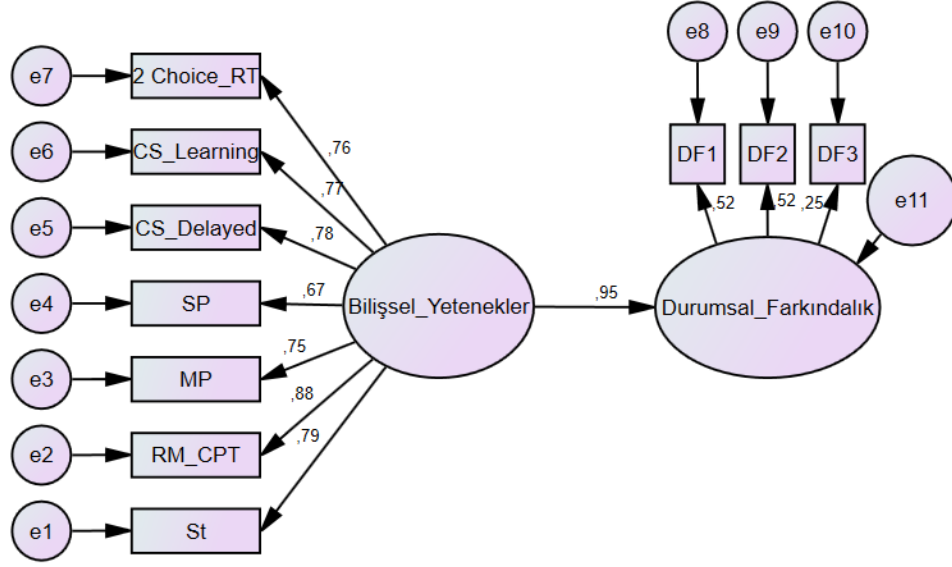 e8
e9
e10
e7
2 Choice_RT
e6
CS_Learning
,76
DF1
DF2
DF3
,77
,52
,52
,25
e11
e5
CS_Delayed
,78
e4
SP
,67
Bilişsel_Yetenekler
,95
Durumsal_Farkındalık
e3
MP
,75
,88
e2
RM_CPT
,79
e1
St